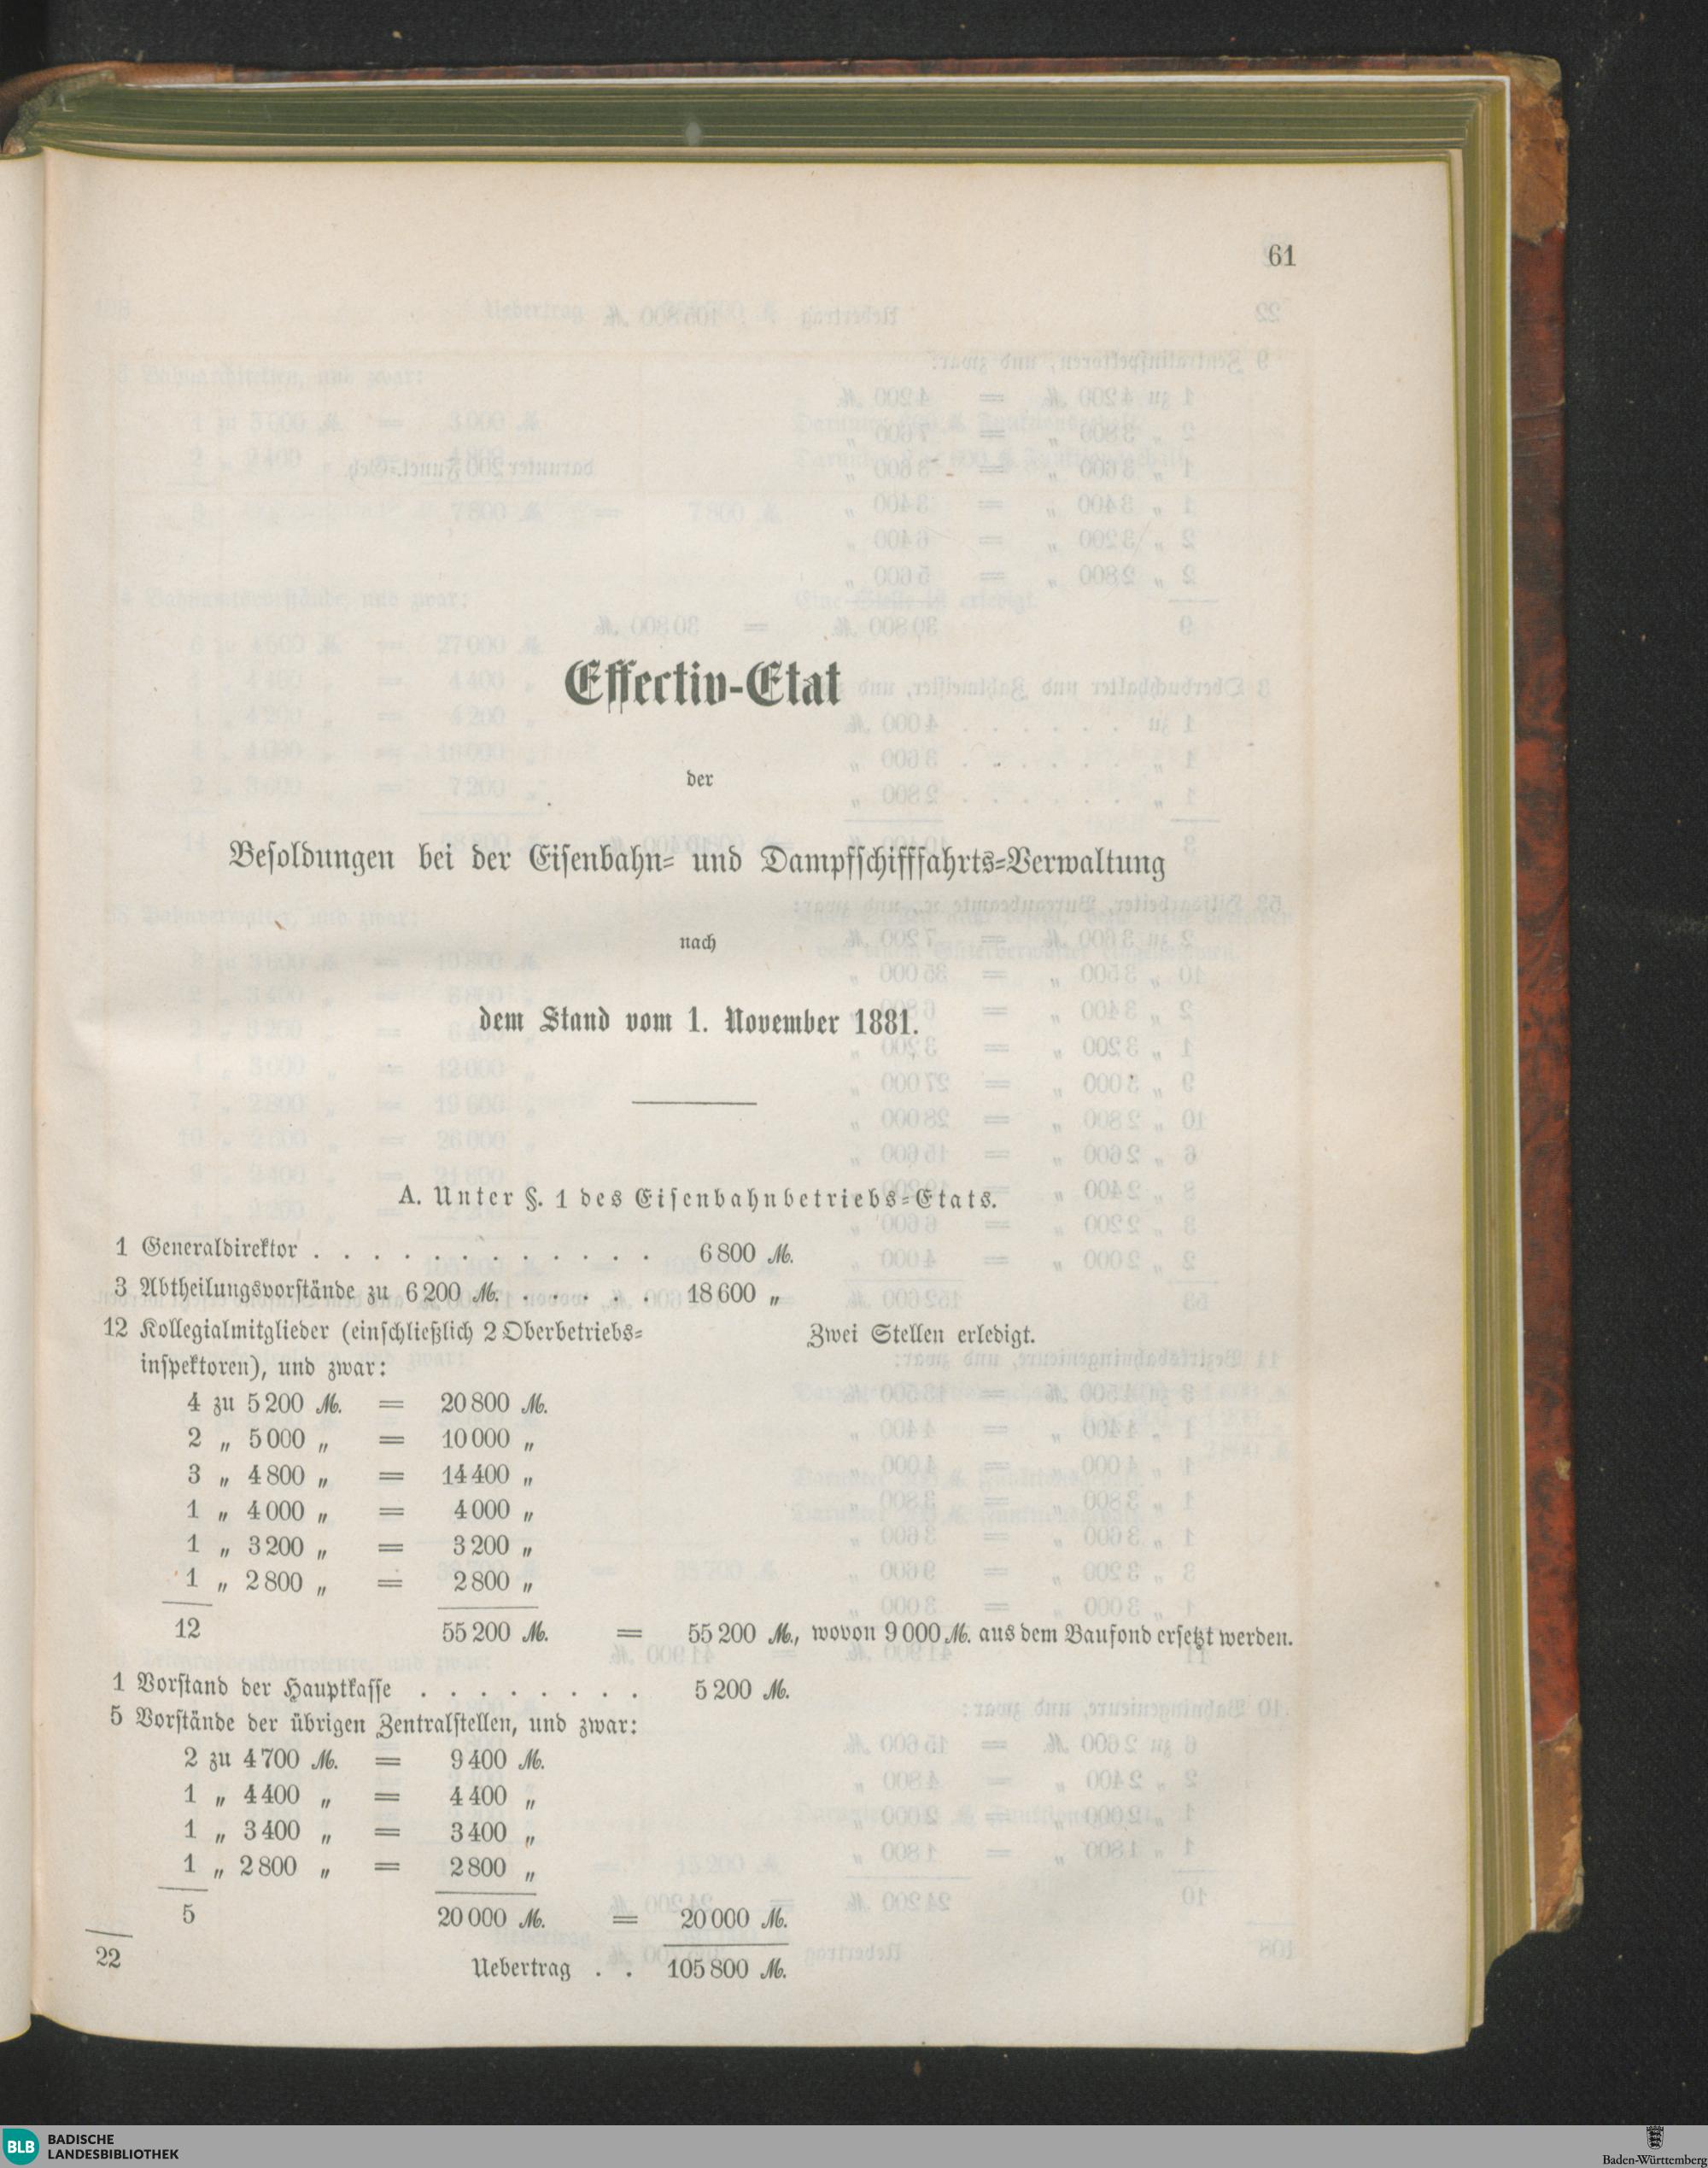 61
Effectiv-Etat
der
Besoldungen bei der Eisenbahn- und Dampfschifffahrts-Verwaltung
nach
dem Stand vom 1. November 1881.
A. Unter §. 1 des Eisenbahnbetriebs-Etats.
1 Generaldirektor . . . . . . . . . . . . 6 800 ℳ.
3 Abtheilungsvorstände zu 6 200 ℳ. . . . . . 18 600 „
12 Kollegialmitglieder (einschließlich 2 Oberbetriebs- Zwei Stellen erledigt.
inspektoren), und zwar:
4 zu 5 200 ℳ. = 20 800 ℳ.
2 „ 5 000 „ = 10 000 „
3 „ 4 800 „ = 14 400 „
1 „ 4 000 „ = 4 000 „
1 „ 3 200 „ = 3 200 „
1 „ 2 800 „ = 2 800 „
12 55 200 ℳ. = 55 200 ℳ., wovon 9 000 ℳ. aus dem Baufond ersetzt werden.
1 Vorstand der Hauptkasse . . . . . . . . 5 200 ℳ.
5 Vorstände der übrigen Zentralstellen, und zwar:
2 zu 4 700 ℳ. = 9 400 ℳ.
1 „ 4 400 „ = 4 400 „
1 „ 3 400 „ = 3 400 „
1 „ 2 800 „ = 2 800 „
5 20 000 ℳ. = 20 000 ℳ.
22 Uebertrag . . 105 800 ℳ.
BLB BADISCHE
LANDESBIBLIOTHEK
Baden-Württemberg